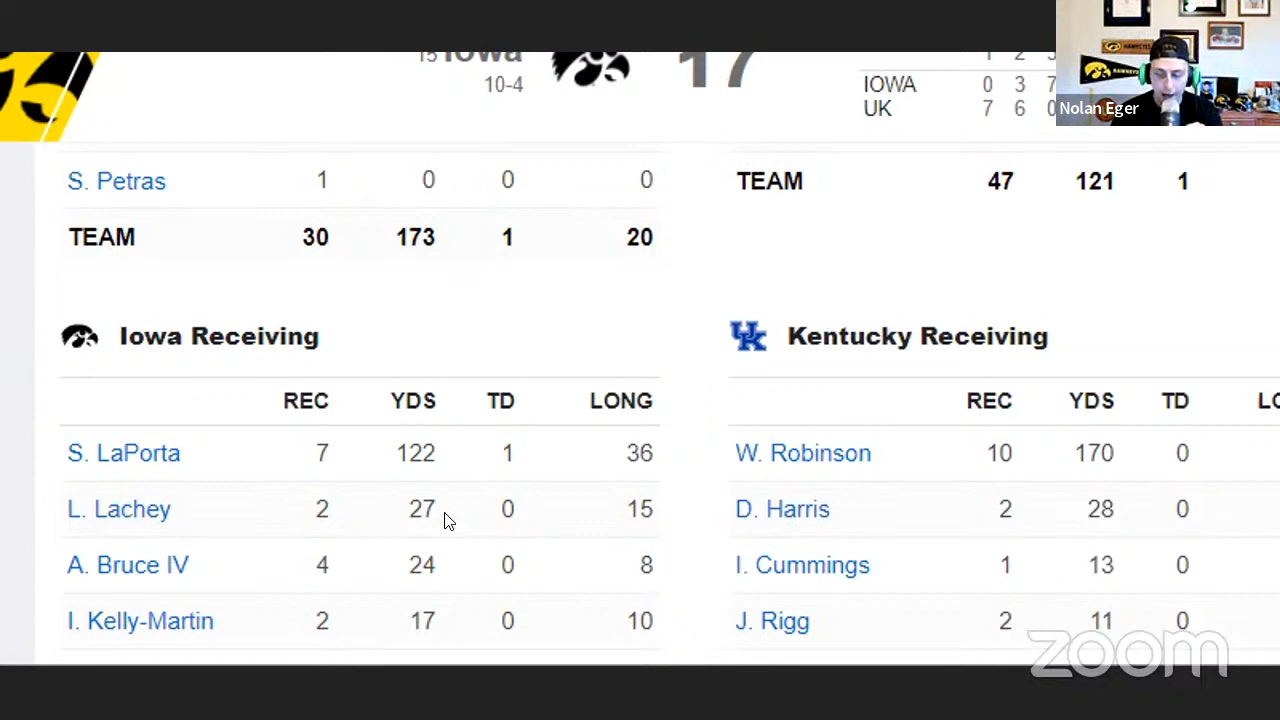 15 Iowa
10-4
17
1 2 3
IOWA 0 3 7
UK 7 6 0
HAWKEYES
Nolan Eger
S. Petras 1 0 0 0
TEAM 30 173 1 20
TEAM 47 121 1
Iowa Receiving
REC YDS TD LONG
S. LaPorta 7 122 1 36
L. Lachey 2 27 0 15
A. Bruce IV 4 24 0 8
I. Kelly-Martin 2 17 0 10
UK Kentucky Receiving
REC YDS TD LO
W. Robinson 10 170 0
D. Harris 2 28 0
I. Cummings 1 13 0
J. Rigg 2 11 0
zoom